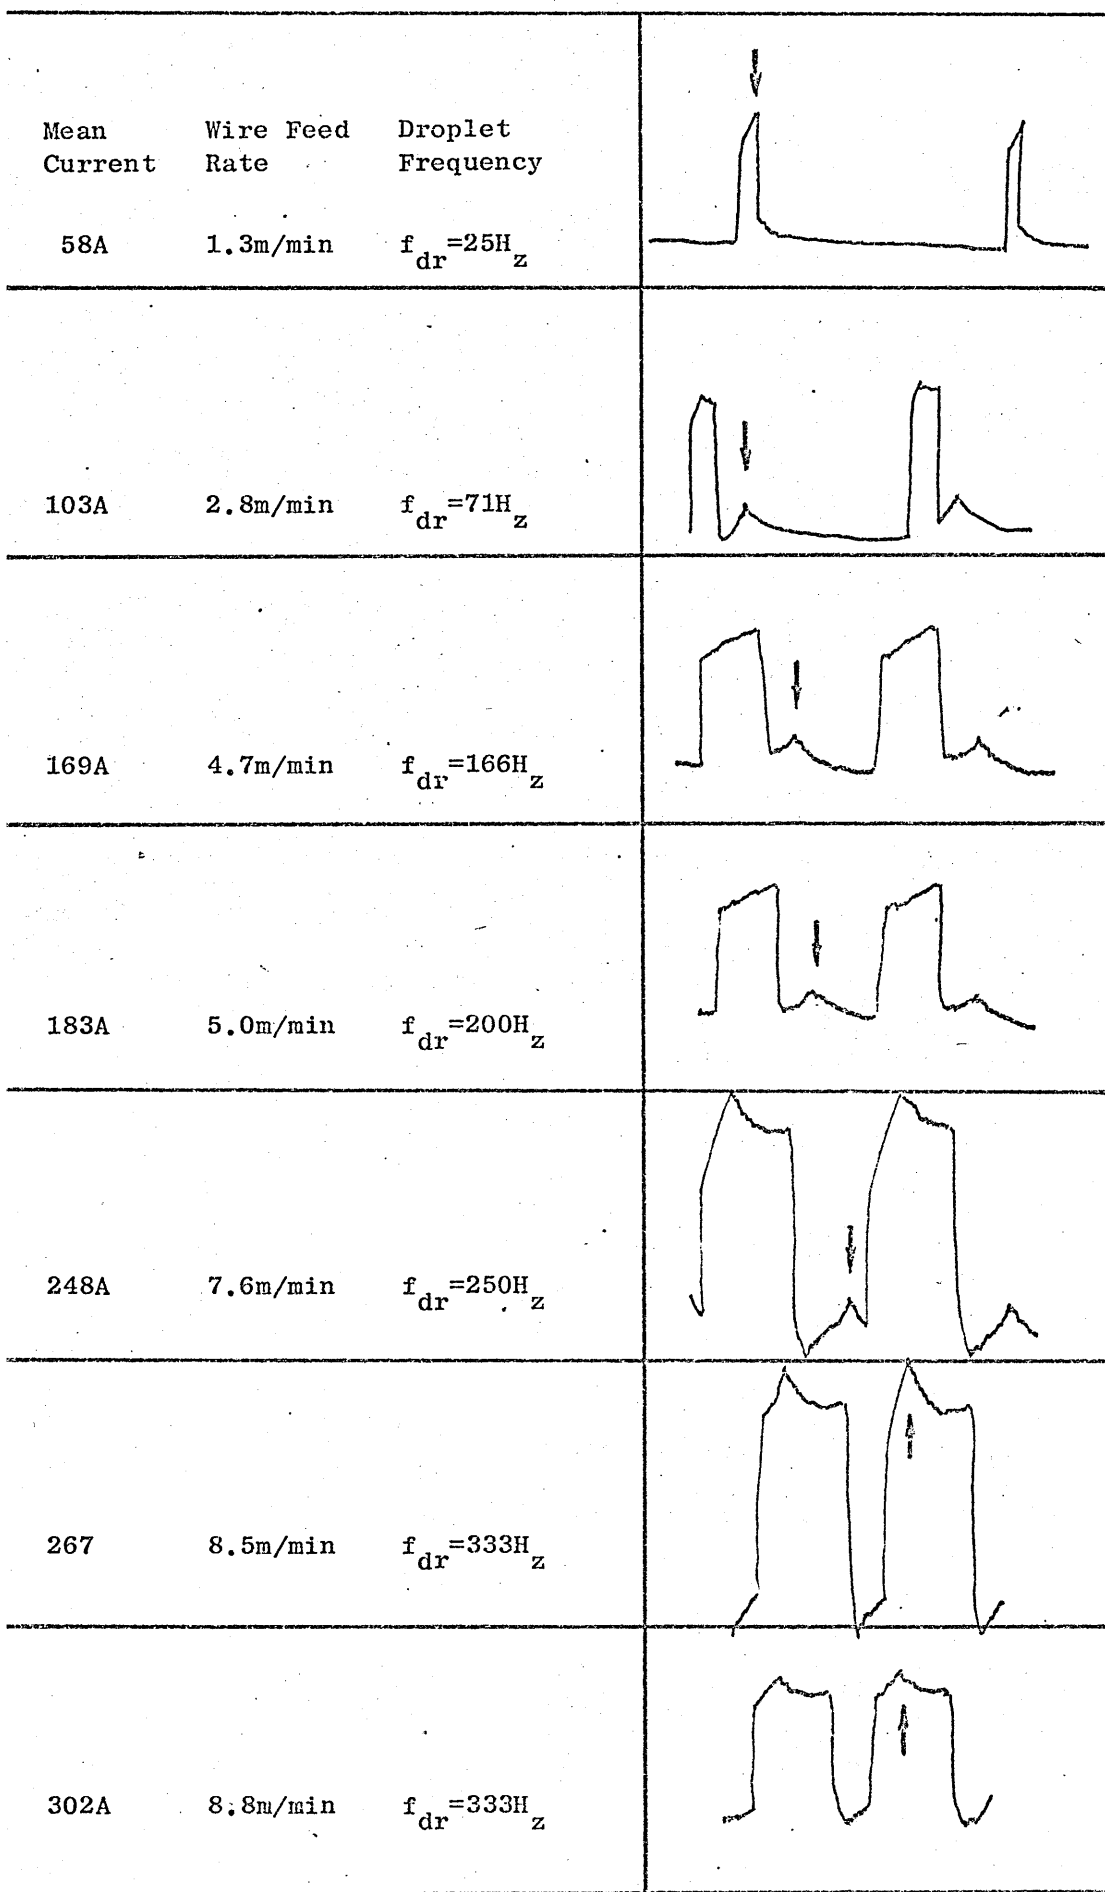 Mean Wire Feed Droplet
Current Rate Frequency
58A 1.3m/min fdr=25Hz
103A 2.8m/min fdr=71Hz
169A 4.7m/min fdr=166Hz
183A 5.0m/min fdr=200Hz
248A 7.6m/min fdr=250Hz
267 8.5m/min fdr=333Hz
302A 8.8m/min fdr=333Hz